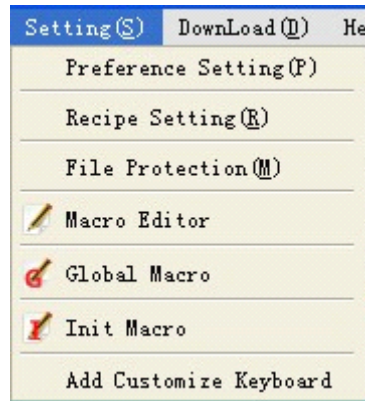 Setting(S) DownLoad(D) He
Preference Setting(P)
Recipe Setting(R)
File Protection(M)
Macro Editor
Global Macro
Init Macro
Add Customize Keyboard